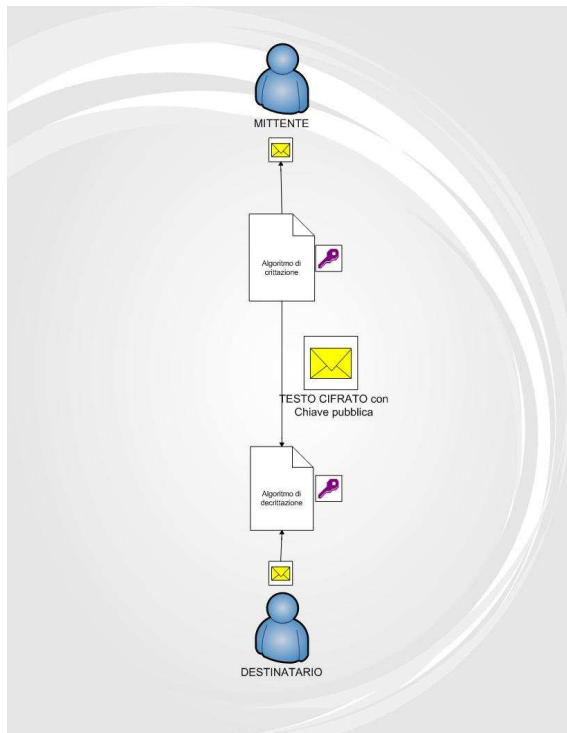 MITTENTE
Algoritmo di
crittazione
TESTO CIFRATO con
Chiave pubblica
Algoritmo di
decrittazione
DESTINATARIO